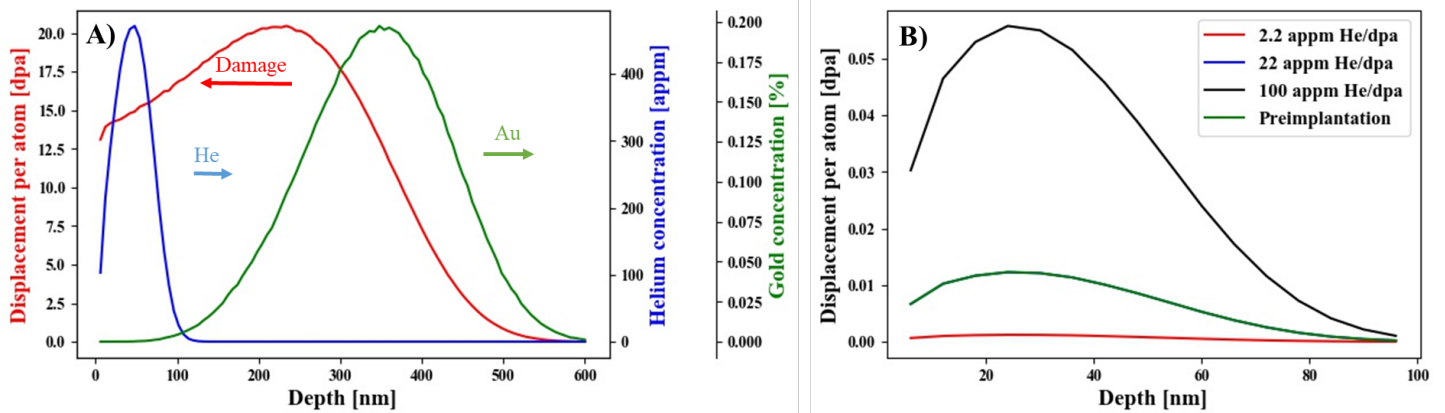 A)
Damage
He
Au
Displacement per atom [dpa]
20.0
17.5
15.0
12.5
10.0
7.5
5.0
2.5
0.0
0
100
200
300
400
500
600
Depth [nm]
400
300
200
100
0
Helium concentration [appm]
0.200
0.175
0.150
0.125
0.100
0.075
0.050
0.025
0.000
Gold concentration [%]
B)
2.2 appm He/dpa
22 appm He/dpa
100 appm He/dpa
Preimplantation
Displacement per atom [dpa]
0.05
0.04
0.03
0.02
0.01
0.00
20
40
60
80
100
Depth [nm]